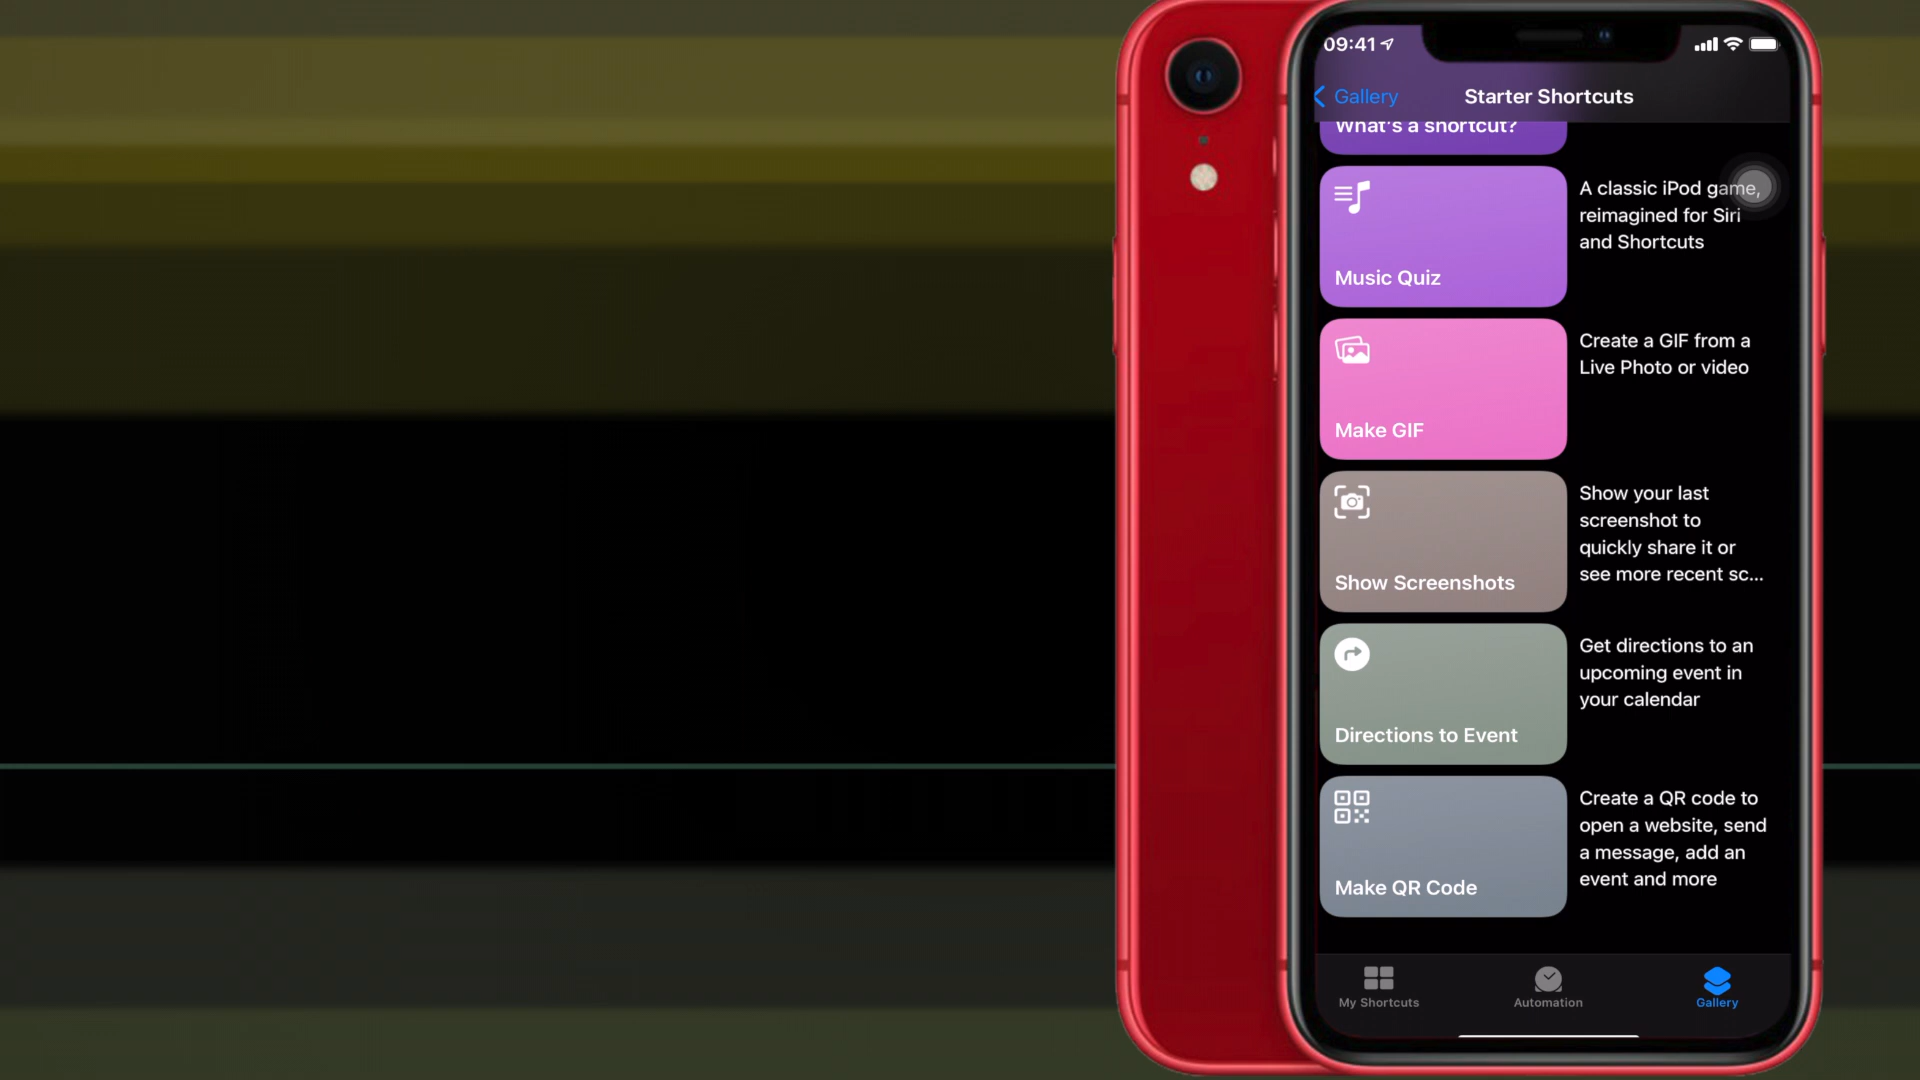 09:41
Gallery
Starter Shortcuts
What's a shortcut?
A classic iPod game,
reimagined for Siri
and Shortcuts
Music Quiz
Create a GIF from a
Live Photo or video
Make GIF
Show your last
screenshot to
quickly share it or
see more recent sc...
Show Screenshots
Get directions to an
upcoming event in
your calendar
Directions to Event
Create a QR code to
open a website, send
a message, add an
event and more
Make QR Code
My Shortcuts
Automation
Gallery